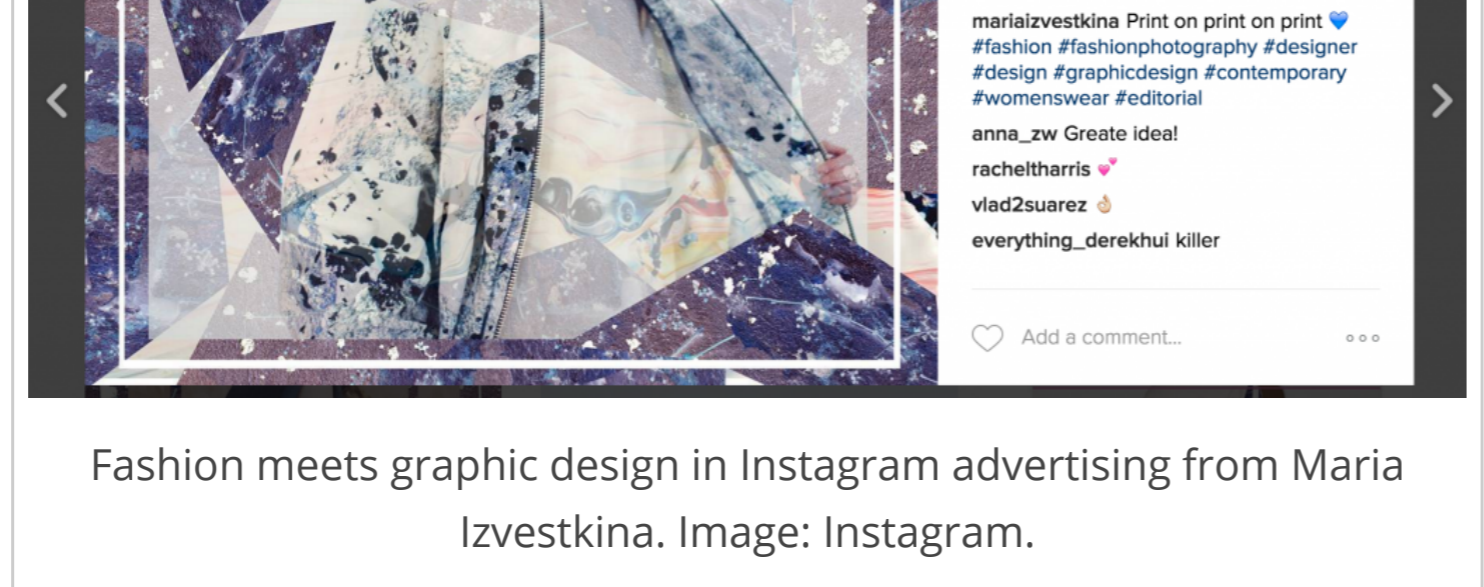 mariaizvestkina Print on print on print 💙
#fashion #fashionphotography #designer
#design #graphicdesign #contemporary
#womenswear #editorial
anna_zw Greate idea!
racheltharris 💕
vlad2suarez 👌🏼
everything_derekhui killer
Add a comment...
Fashion meets graphic design in Instagram advertising from Maria
Izvestkina. Image: Instagram.